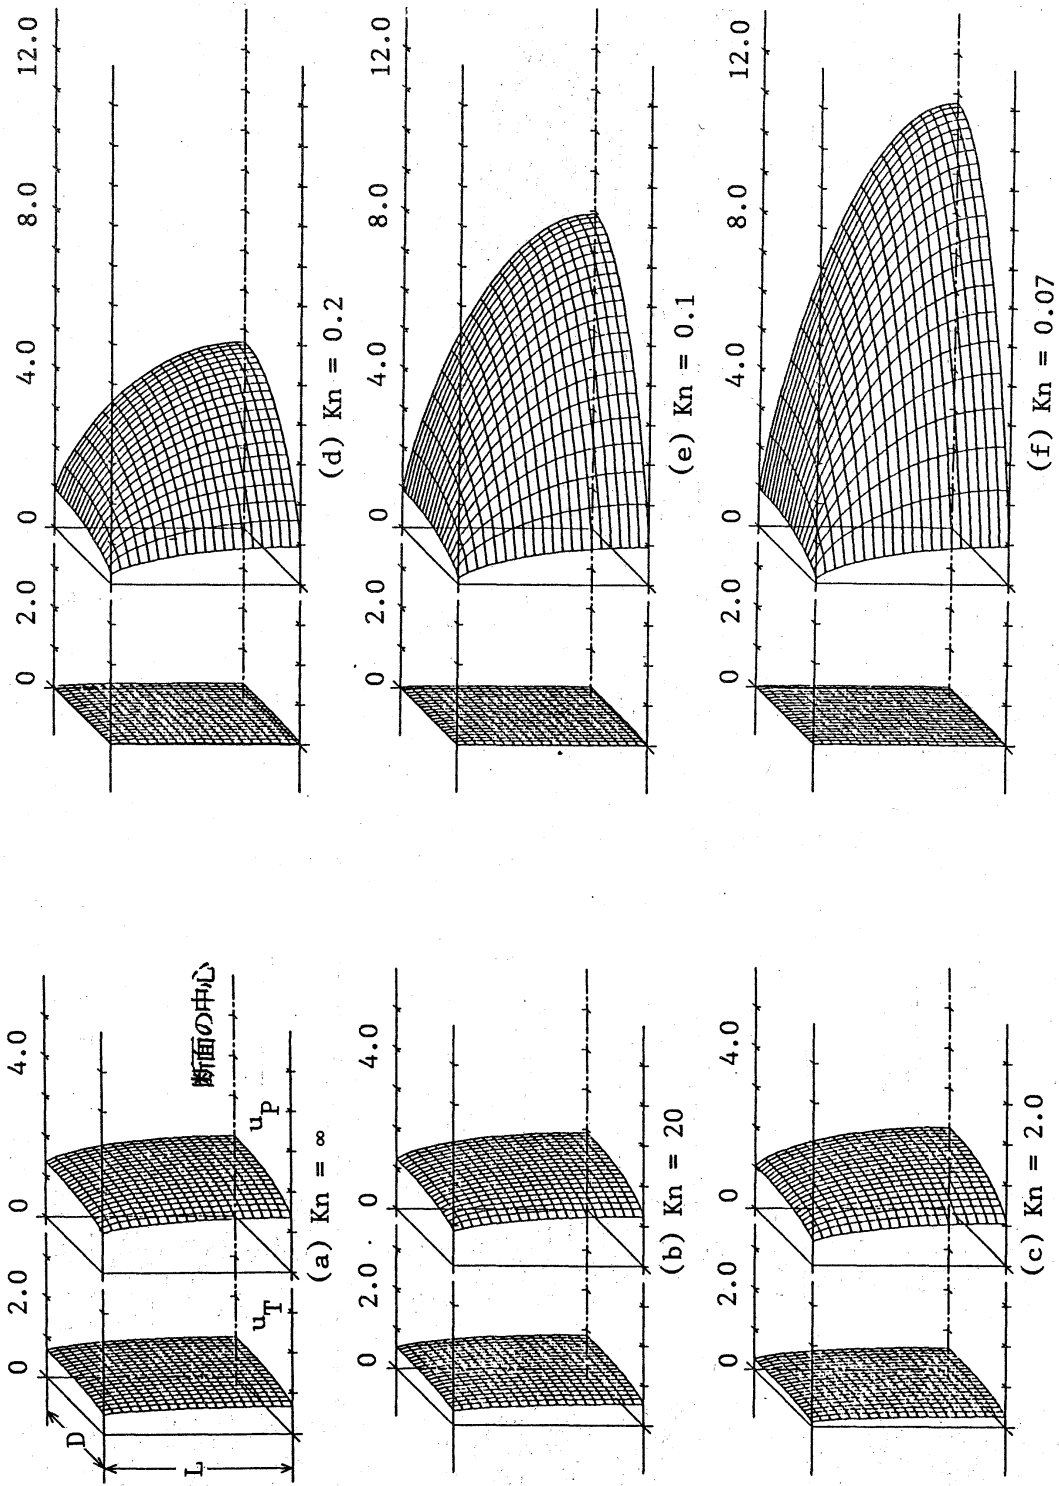 0 2.0 0 4.0
D
L
u_T
u_P
断面の中心
(a) Kn = ∞
0 2.0 0 4.0
(b) Kn = 20
0 2.0 0 4.0
(c) Kn = 2.0
0 2.0 0 4.0 8.0 12.0
(d) Kn = 0.2
0 2.0 0 4.0 8.0 12.0
(e) Kn = 0.1
0 2.0 0 4.0 8.0 12.0
(f) Kn = 0.07